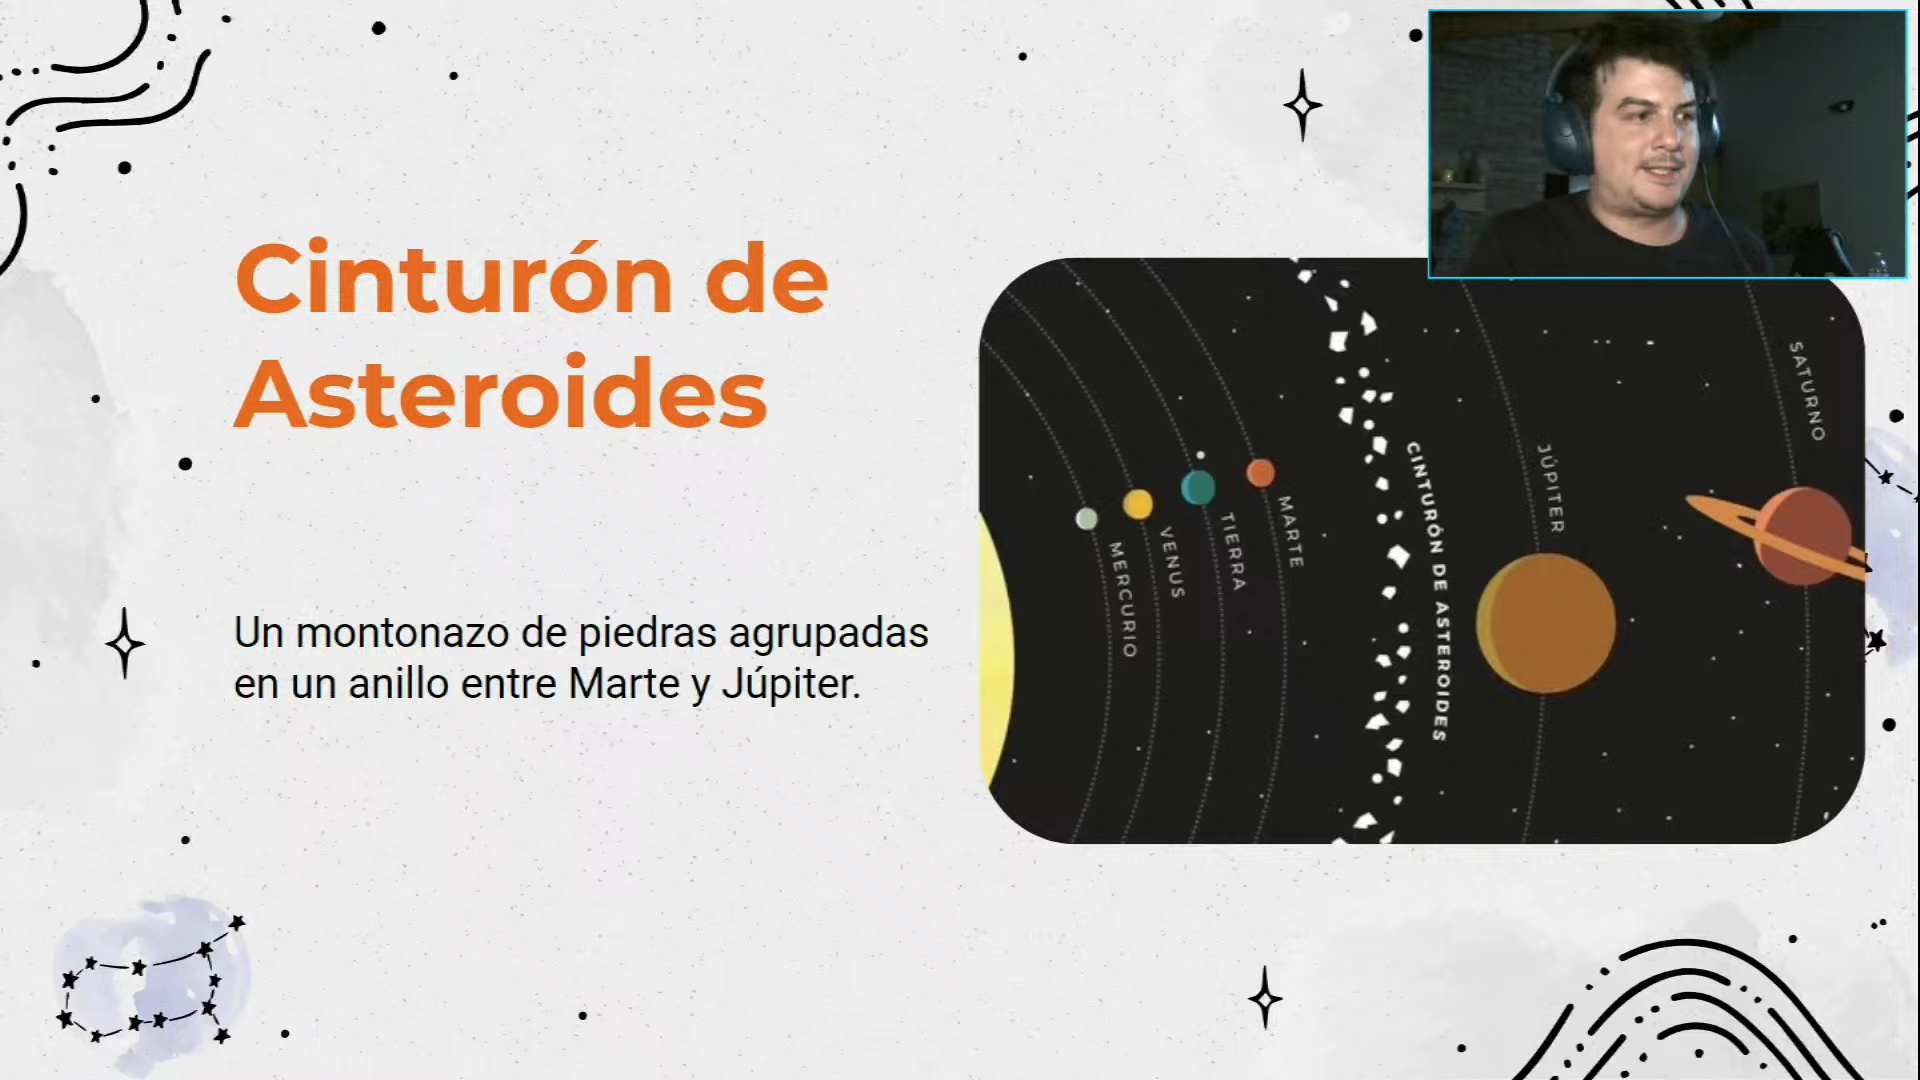 Cinturón de
Asteroides
Un montonazo de piedras agrupadas
en un anillo entre Marte y Júpiter.
MERCURIO
VENUS
TIERRA
MARTE
CINTURÓN DE ASTEROIDES
JÚPITER
SATURNO